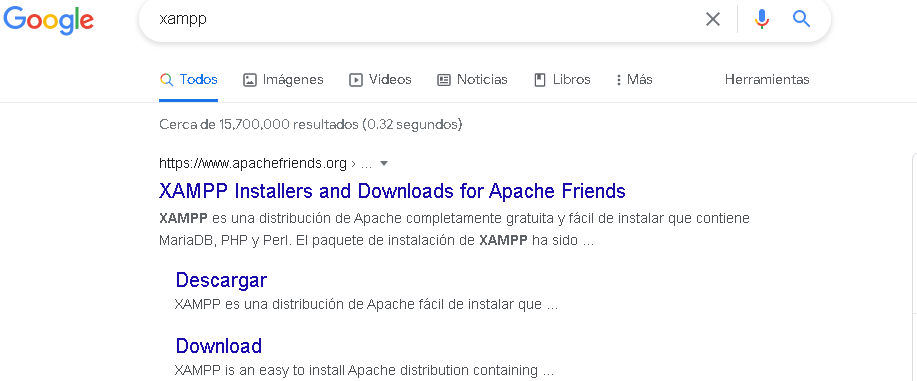 Google
xampp
Todos Imágenes Videos Noticias Libros Más Herramientas
Cerca de 15,700,000 resultados (0.32 segundos)
https://www.apachefriends.org › ...
XAMPP Installers and Downloads for Apache Friends
XAMPP es una distribución de Apache completamente gratuita y fácil de instalar que contiene
MariaDB, PHP y Perl. El paquete de instalación de XAMPP ha sido ...
Descargar
XAMPP es una distribución de Apache fácil de instalar que ...
Download
XAMPP is an easy to install Apache distribution containing ...